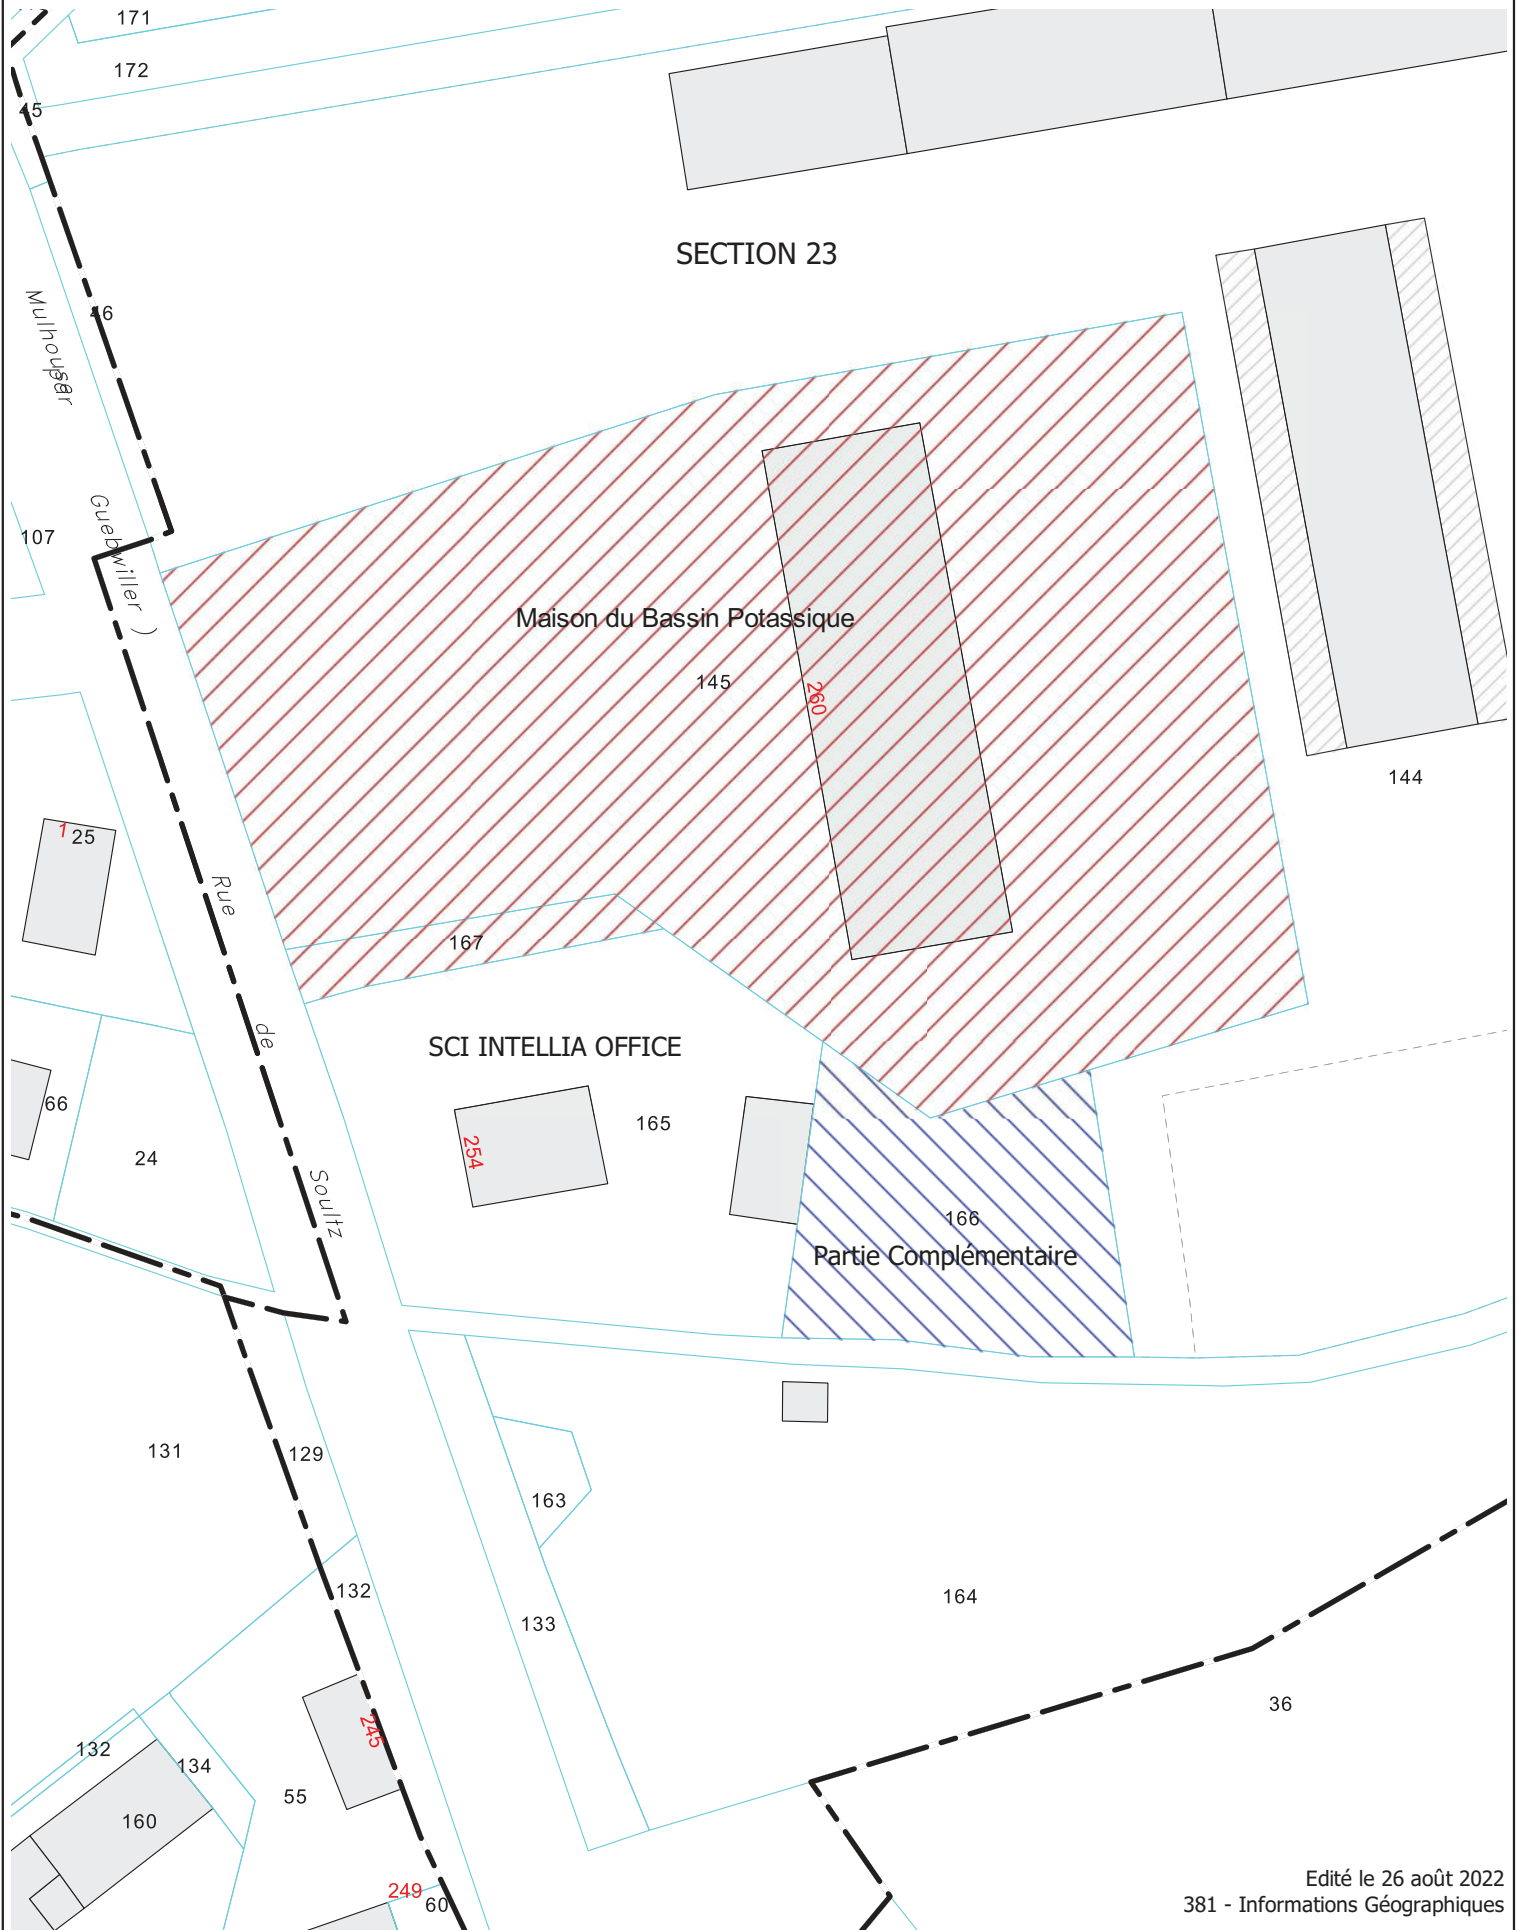 171
172
45
SECTION 23
46
Mulhouse
par
Guebwiller )
107
Maison du Bassin Potassique
145
260
144
1
25
Rue
167
de
SCI INTELLIA OFFICE
66
165
24
254
Soultz
166
Partie Complémentaire
131
129
163
132
164
133
36
245
132
134
55
160
249
60
Edité le 26 août 2022
381 - Informations Géographiques